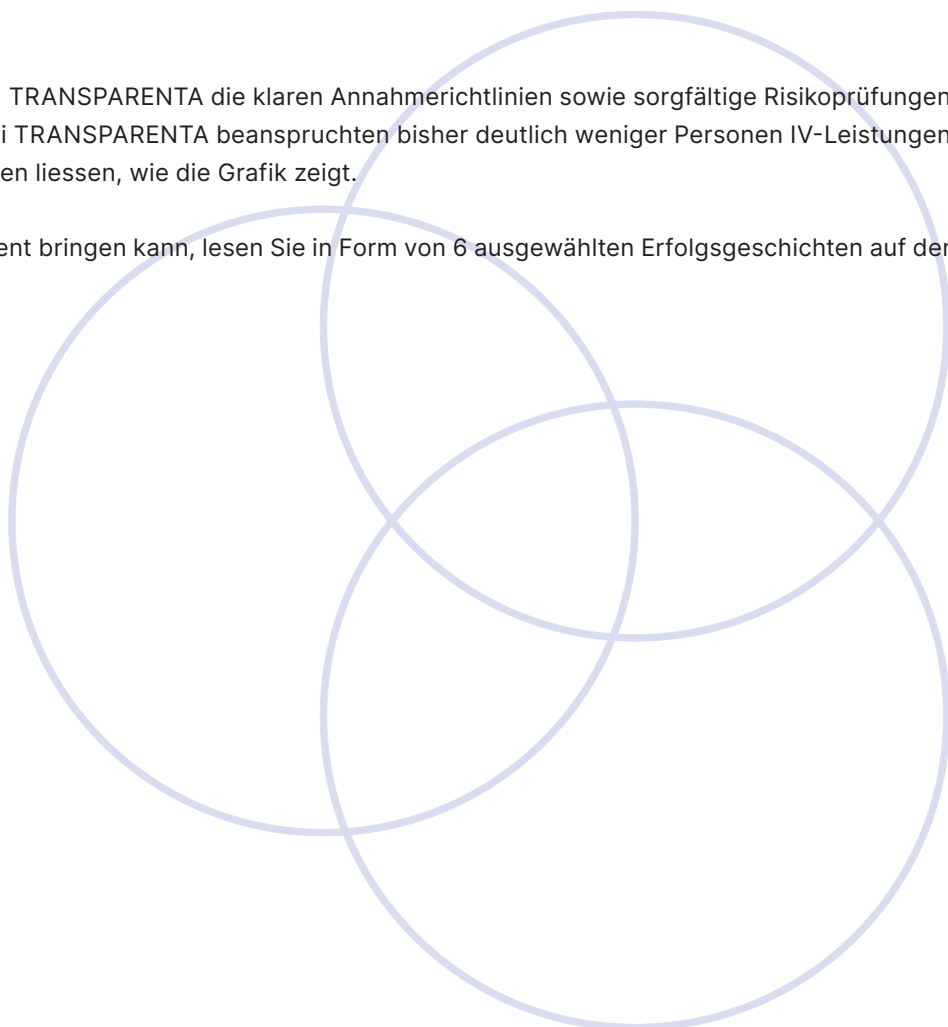 TRANSPARENTA die klaren Annahmerichtlinien sowie sorgfältige Risikoprüfungen
i TRANSPARENTA beanspruchten bisher deutlich weniger Personen IV-Leistungen
en liessen, wie die Grafik zeigt.
ent bringen kann, lesen Sie in Form von 6 ausgewählten Erfolgsgeschichten auf der